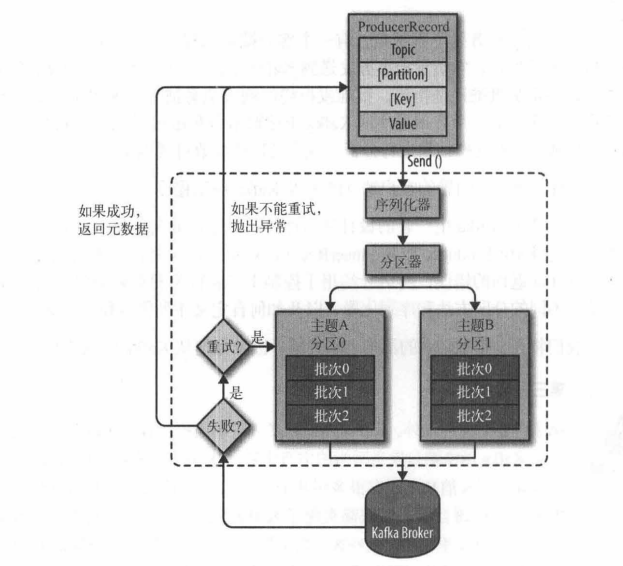 ProducerRecord
Topic
[Partition]
[Key]
Value
Send ()
如果成功，
返回元数据
如果不能重试，
抛出异常
序列化器
分区器
主题A
分区0
批次0
批次1
批次2
主题B
分区1
批次0
批次1
批次2
重试？
是
是
失败？
Kafka Broker